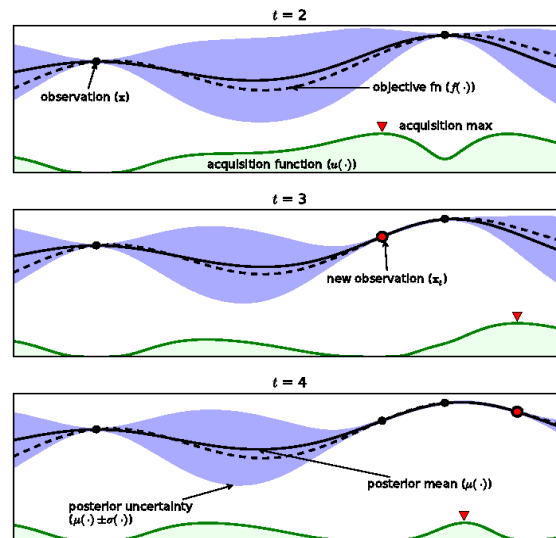 t = 2
observation (x)
objective fn (f(·))
acquisition max
acquisition function (u(·))
t = 3
new observation (xₜ)
t = 4
posterior mean (μ(·))
posterior uncertainty
(μ(·) ±σ(·))